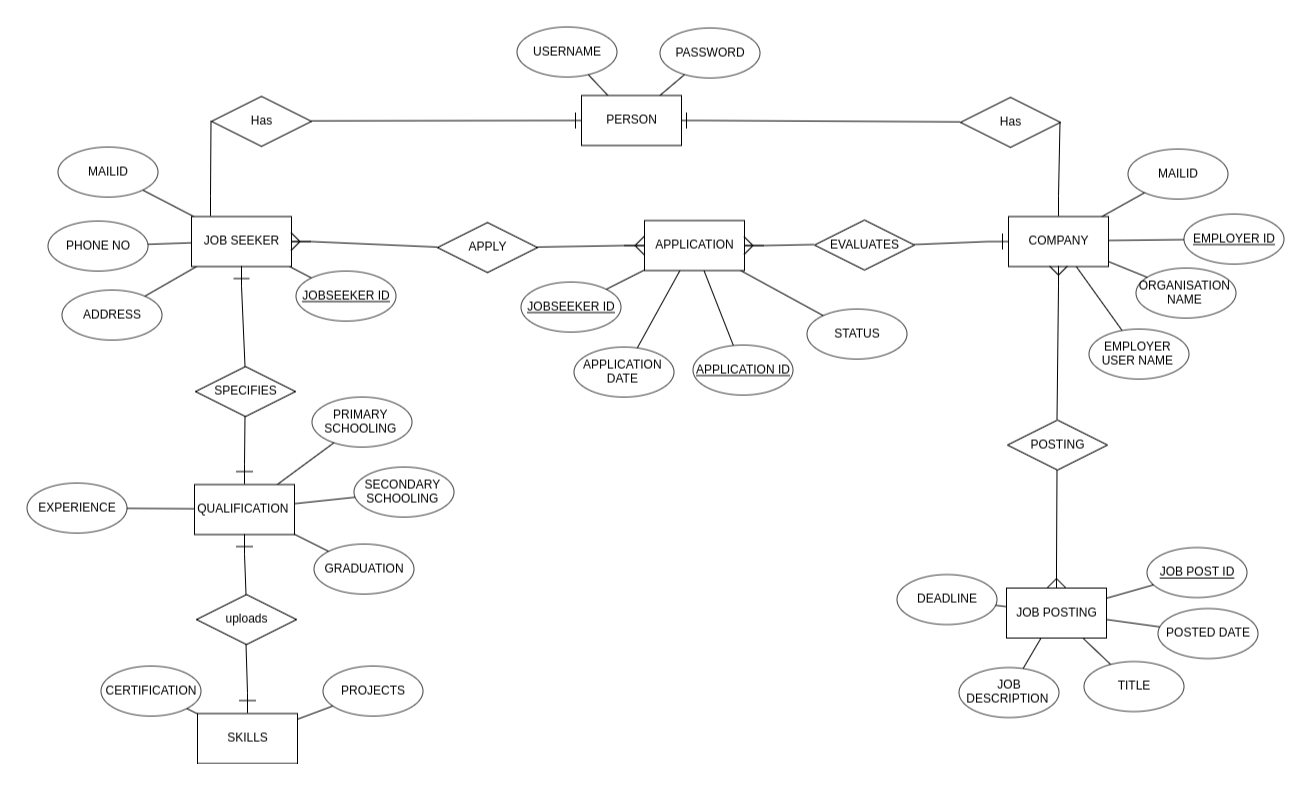 USERNAME
PASSWORD
Has
PERSON
Has
MAILID
MAILID
PHONE NO
JOB SEEKER
APPLY
APPLICATION
EVALUATES
COMPANY
EMPLOYER ID
ADDRESS
JOBSEEKER ID
JOBSEEKER ID
ORGANISATION
NAME
STATUS
APPLICATION
DATE
APPLICATION ID
EMPLOYER
USER NAME
SPECIFIES
PRIMARY
SCHOOLING
POSTING
SECONDARY
SCHOOLING
EXPERIENCE
QUALIFICATION
GRADUATION
JOB POST ID
DEADLINE
JOB POSTING
uploads
POSTED DATE
CERTIFICATION
PROJECTS
JOB
DESCRIPTION
TITLE
SKILLS